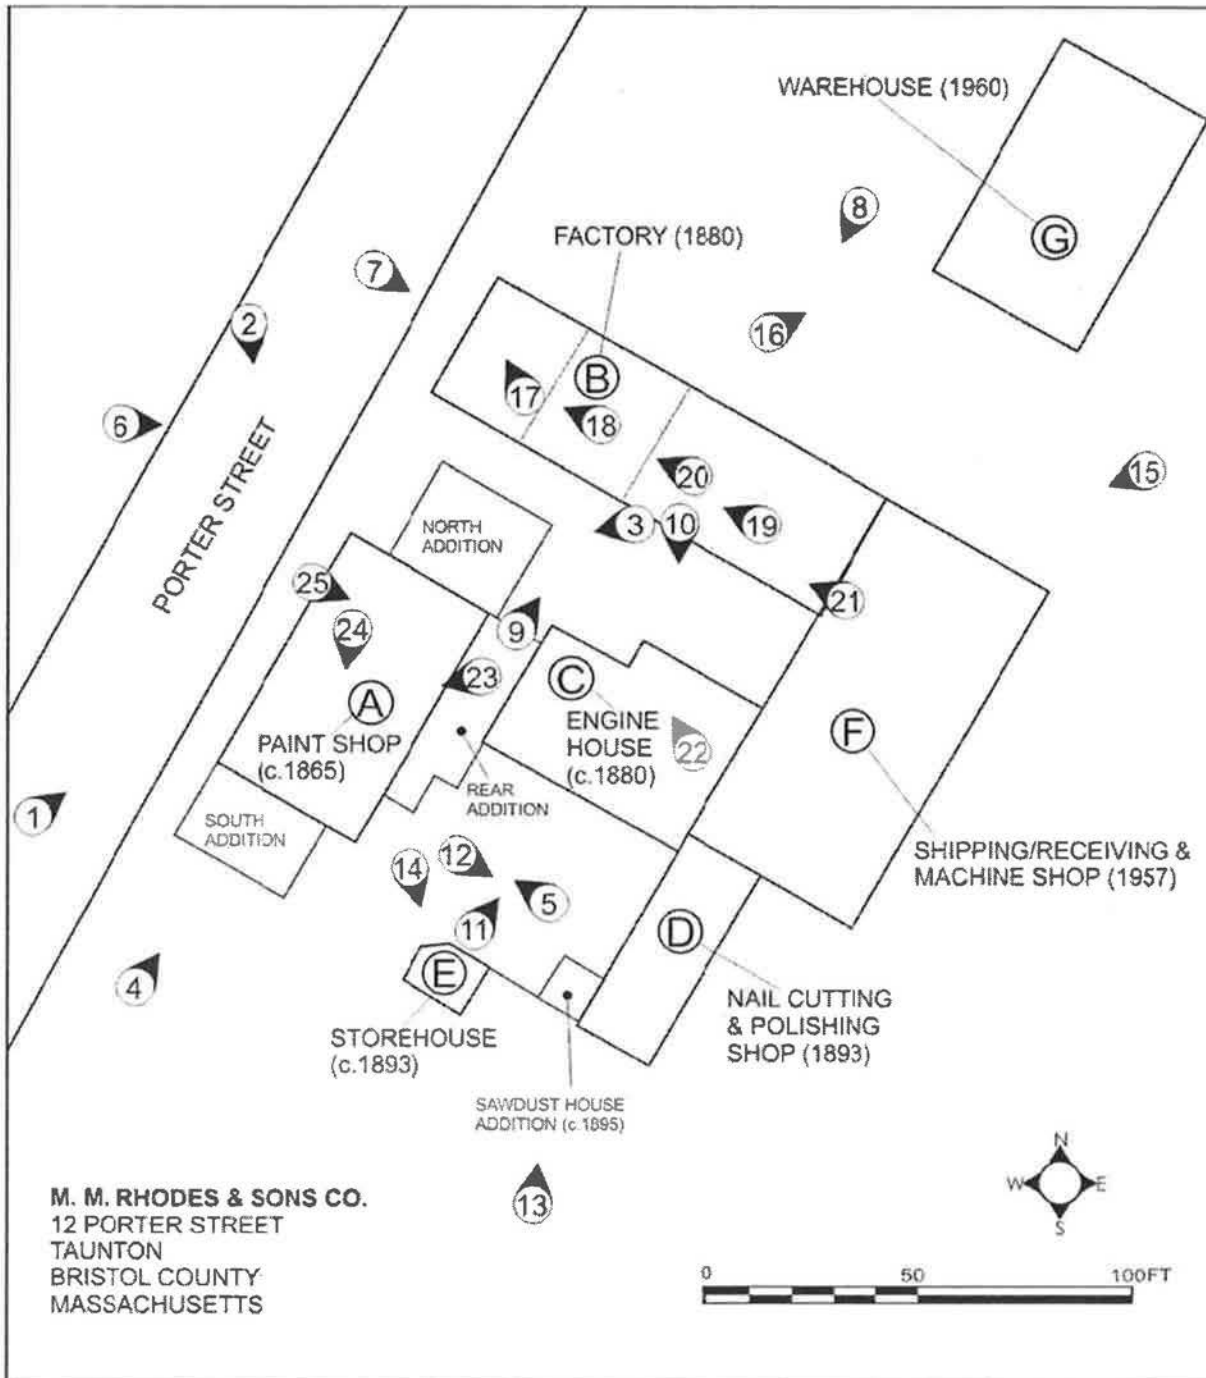 WAREHOUSE (1960)
8
G
FACTORY (1880)
7
2
16
B
6
17
18
15
20
PORTER STREET
NORTH
ADDITION
3
10
19
25
21
24
9
23
C
A
F
ENGINE
HOUSE
(c.1880)
22
PAINT SHOP
(c.1865)
REAR
ADDITION
1
SOUTH
ADDITION
14
12
5
11
SHIPPING/RECEIVING &
MACHINE SHOP (1957)
D
E
4
NAIL CUTTING
& POLISHING
SHOP (1893)
STOREHOUSE
(c.1893)
SAWDUST HOUSE
ADDITION (c.1895)
13
N
W
E
S
M. M. RHODES & SONS CO.
12 PORTER STREET
TAUNTON
BRISTOL COUNTY
MASSACHUSETTS
0 50 100FT